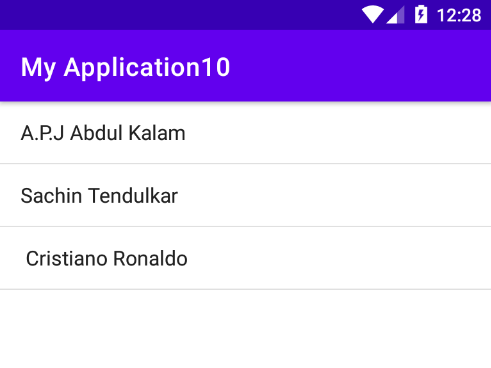 12:28
My Application10
A.P.J Abdul Kalam
Sachin Tendulkar
Cristiano Ronaldo